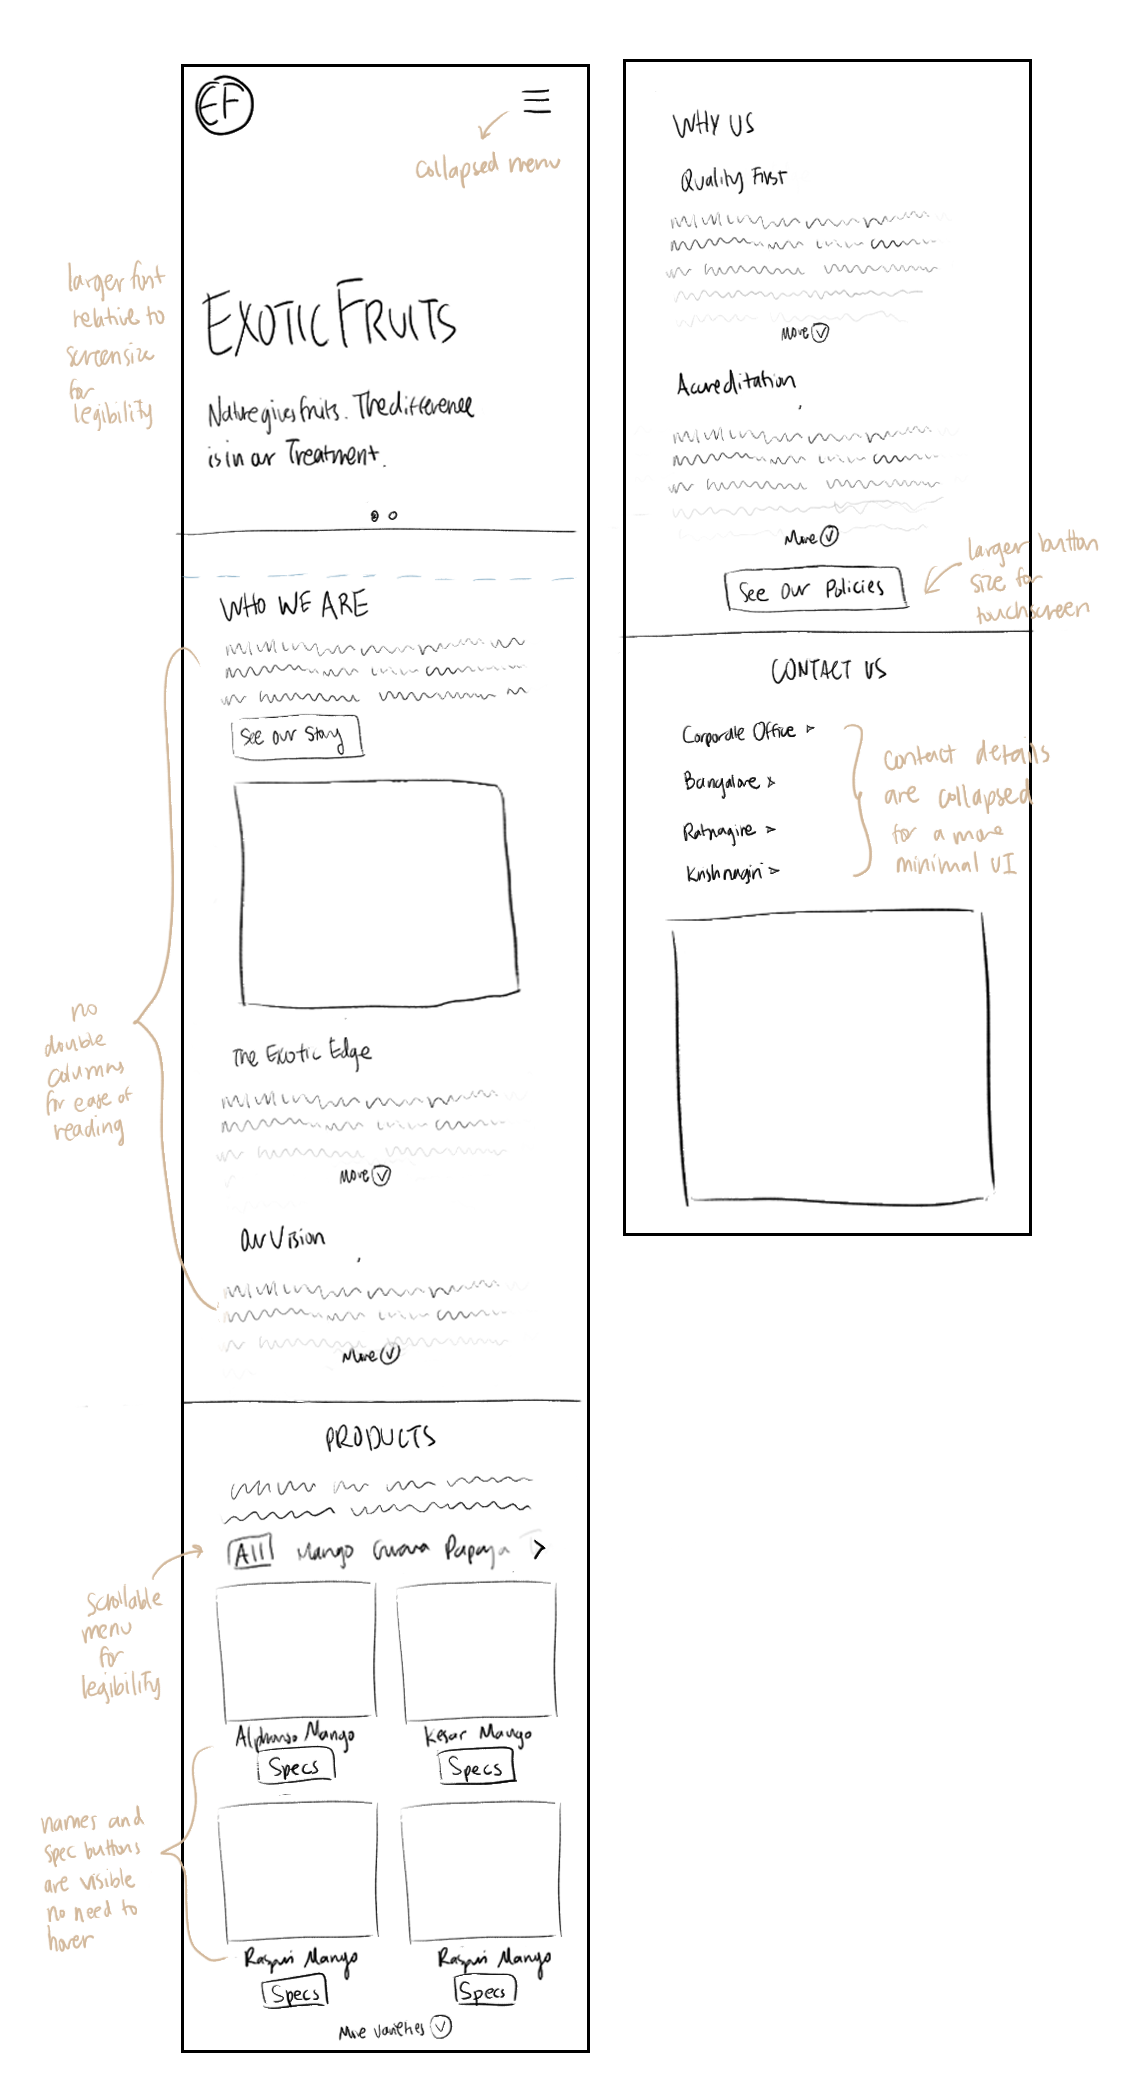 EF
collapsed menu
larger font
relative to
screensize
for
legibility
EXOTIC FRUITS
Nature gives fruits. The difference
is in our Treatment.
WHO WE ARE
See our Story
no
double
columns
for ease of
reading
The Exotic Edge
More
Our Vision
More
PRODUCTS
All Mango Guava Papaya >
scrollable
menu
for
legibility
Alphonso Mango Kesar Mango
Specs Specs
names and
spec buttons
are visible
no need to
hover
Raspuri Mango Raspuri Mango
Specs Specs
More varieties
WHY US
Quality First
More
Accreditation
More
See Our Policies
larger button
size for
touchscreen
CONTACT US
Corporate Office >
Bangalore >
Ratnagire >
Krishnagiri >
contact details
are collapsed
for a more
minimal UI